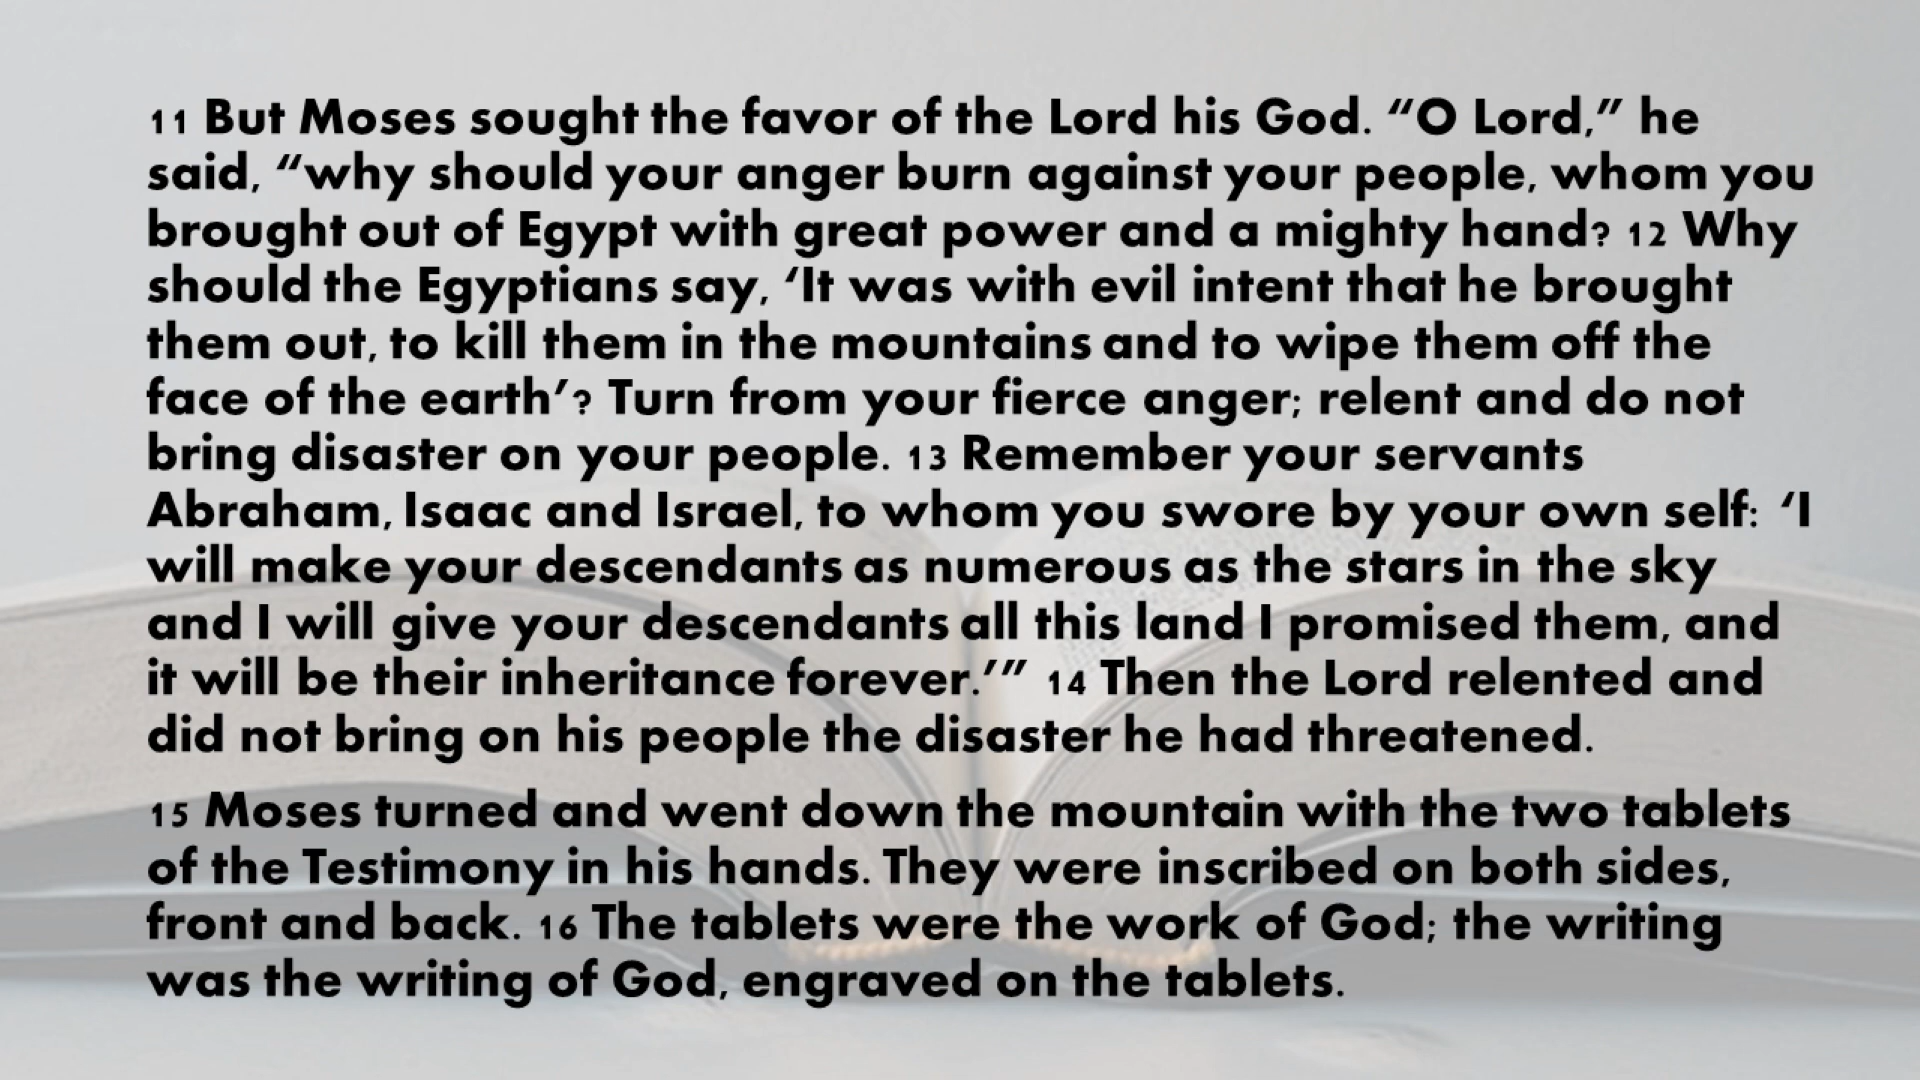 11 But Moses sought the favor of the Lord his God. “O Lord,” he
said, “why should your anger burn against your people, whom you
brought out of Egypt with great power and a mighty hand? 12 Why
should the Egyptians say, ‘It was with evil intent that he brought
them out, to kill them in the mountains and to wipe them off the
face of the earth’? Turn from your fierce anger; relent and do not
bring disaster on your people. 13 Remember your servants
Abraham, Isaac and Israel, to whom you swore by your own self: ‘I
will make your descendants as numerous as the stars in the sky
and I will give your descendants all this land I promised them, and
it will be their inheritance forever.’” 14 Then the Lord relented and
did not bring on his people the disaster he had threatened.
15 Moses turned and went down the mountain with the two tablets
of the Testimony in his hands. They were inscribed on both sides,
front and back. 16 The tablets were the work of God; the writing
was the writing of God, engraved on the tablets.